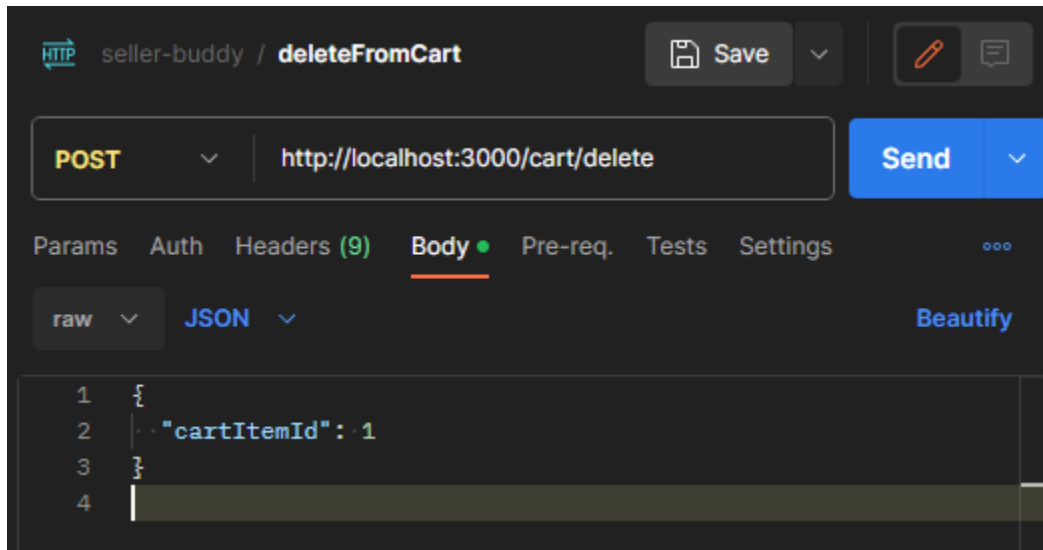 HTTP seller-buddy / deleteFromCart Save
POST http://localhost:3000/cart/delete Send
Params Auth Headers (9) Body Pre-req. Tests Settings
raw JSON Beautify
1 {
2 "cartItemId": 1
3 }
4